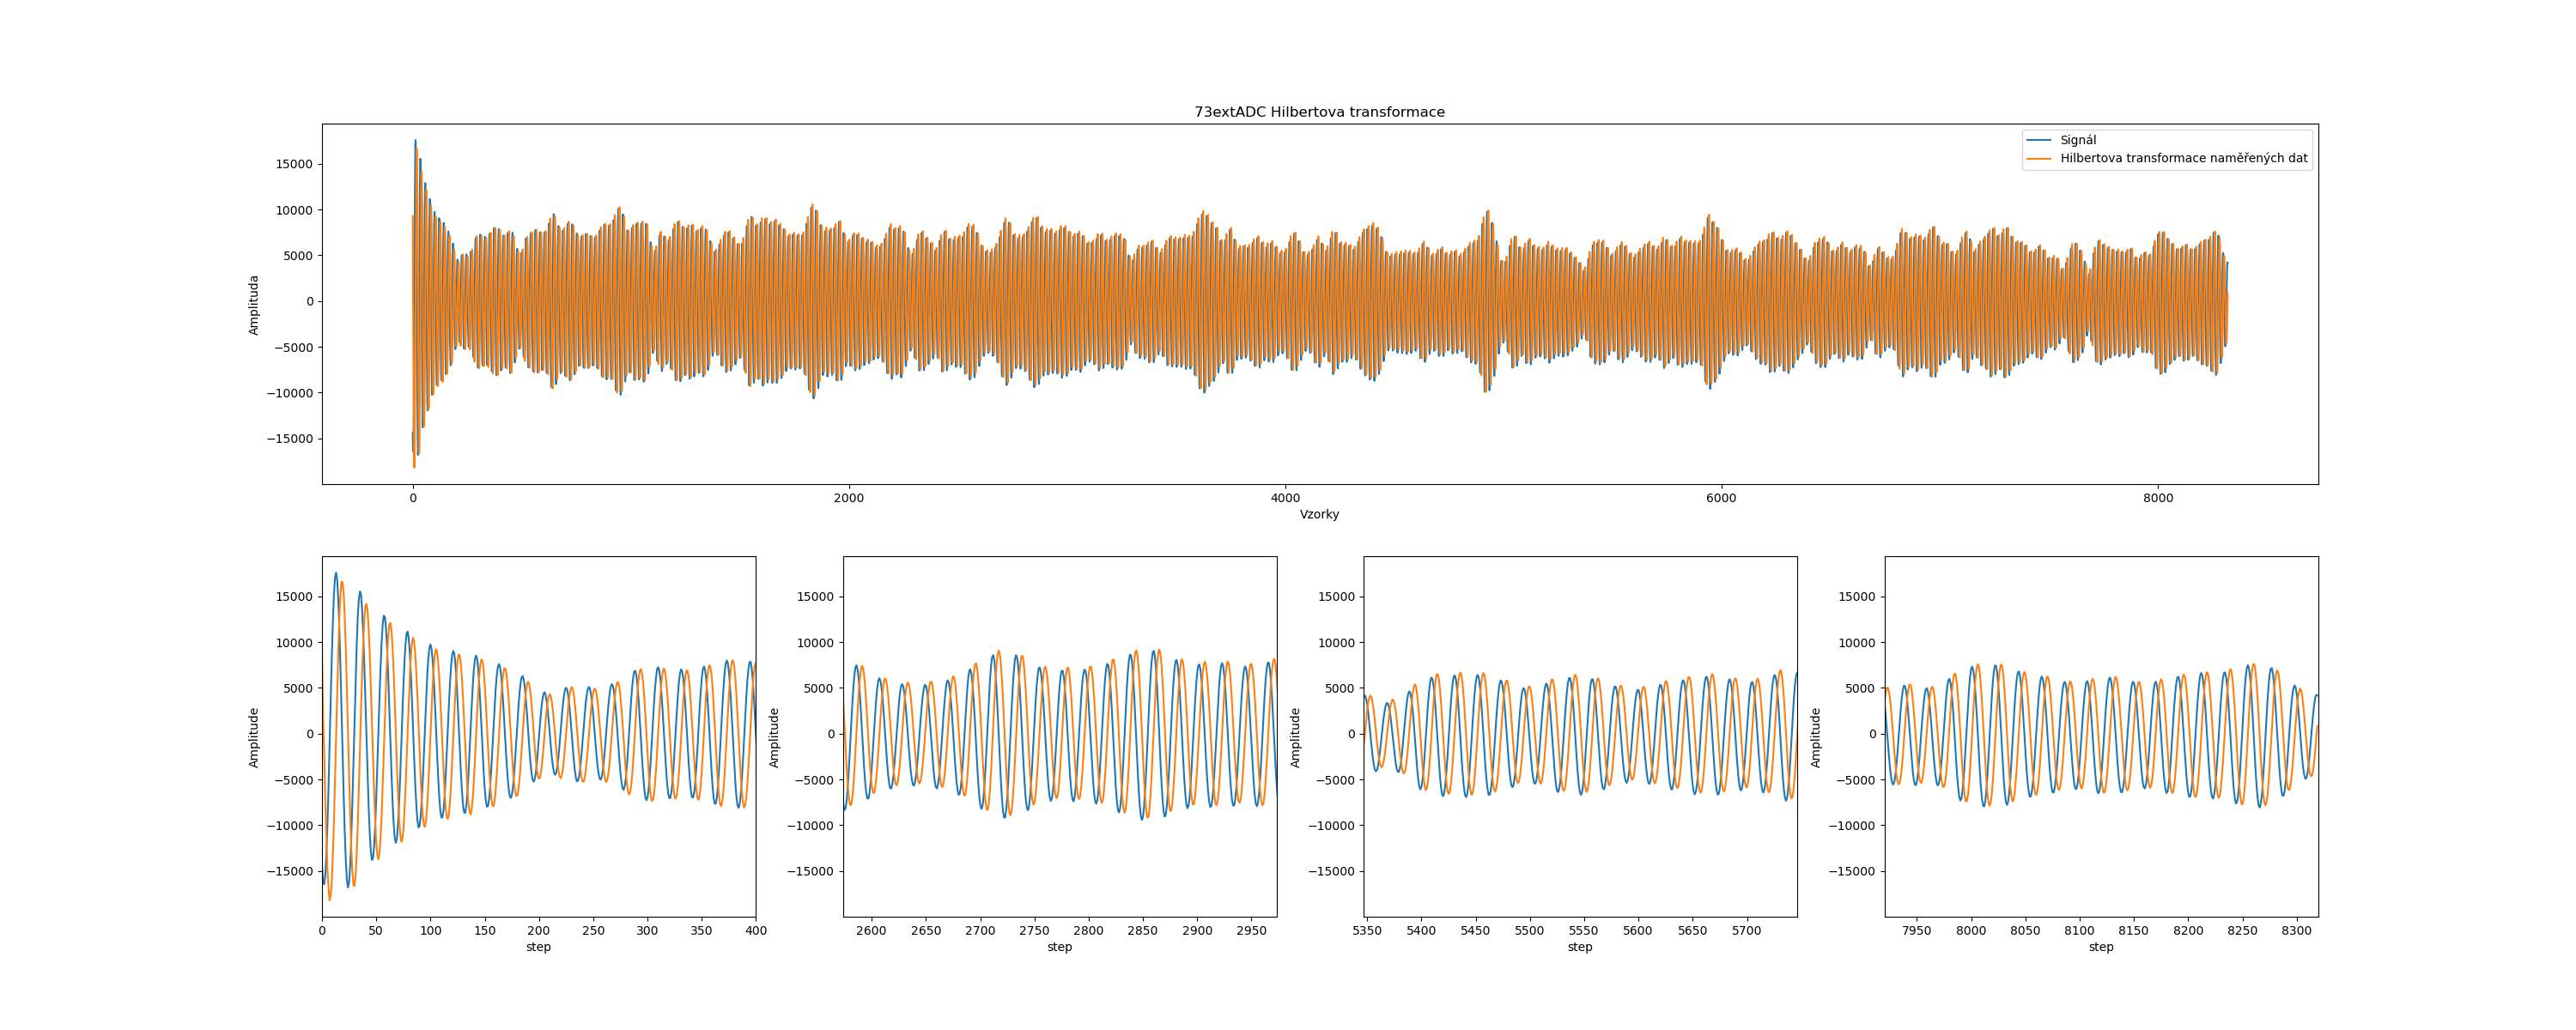 73extADC Hilbertova transformace
Signál
Hilbertova transformace naměřených dat
15000
10000
5000
0
−5000
−10000
−15000
Amplituda
0 2000 4000 6000 8000
Vzorky
15000
10000
5000
0
−5000
−10000
−15000
Amplitude
0 50 100 150 200 250 300 350 400
step
15000
10000
5000
0
−5000
−10000
−15000
Amplitude
2600 2650 2700 2750 2800 2850 2900 2950
step
15000
10000
5000
0
−5000
−10000
−15000
Amplitude
5350 5400 5450 5500 5550 5600 5650 5700
step
15000
10000
5000
0
−5000
−10000
−15000
Amplitude
7950 8000 8050 8100 8150 8200 8250 8300
step